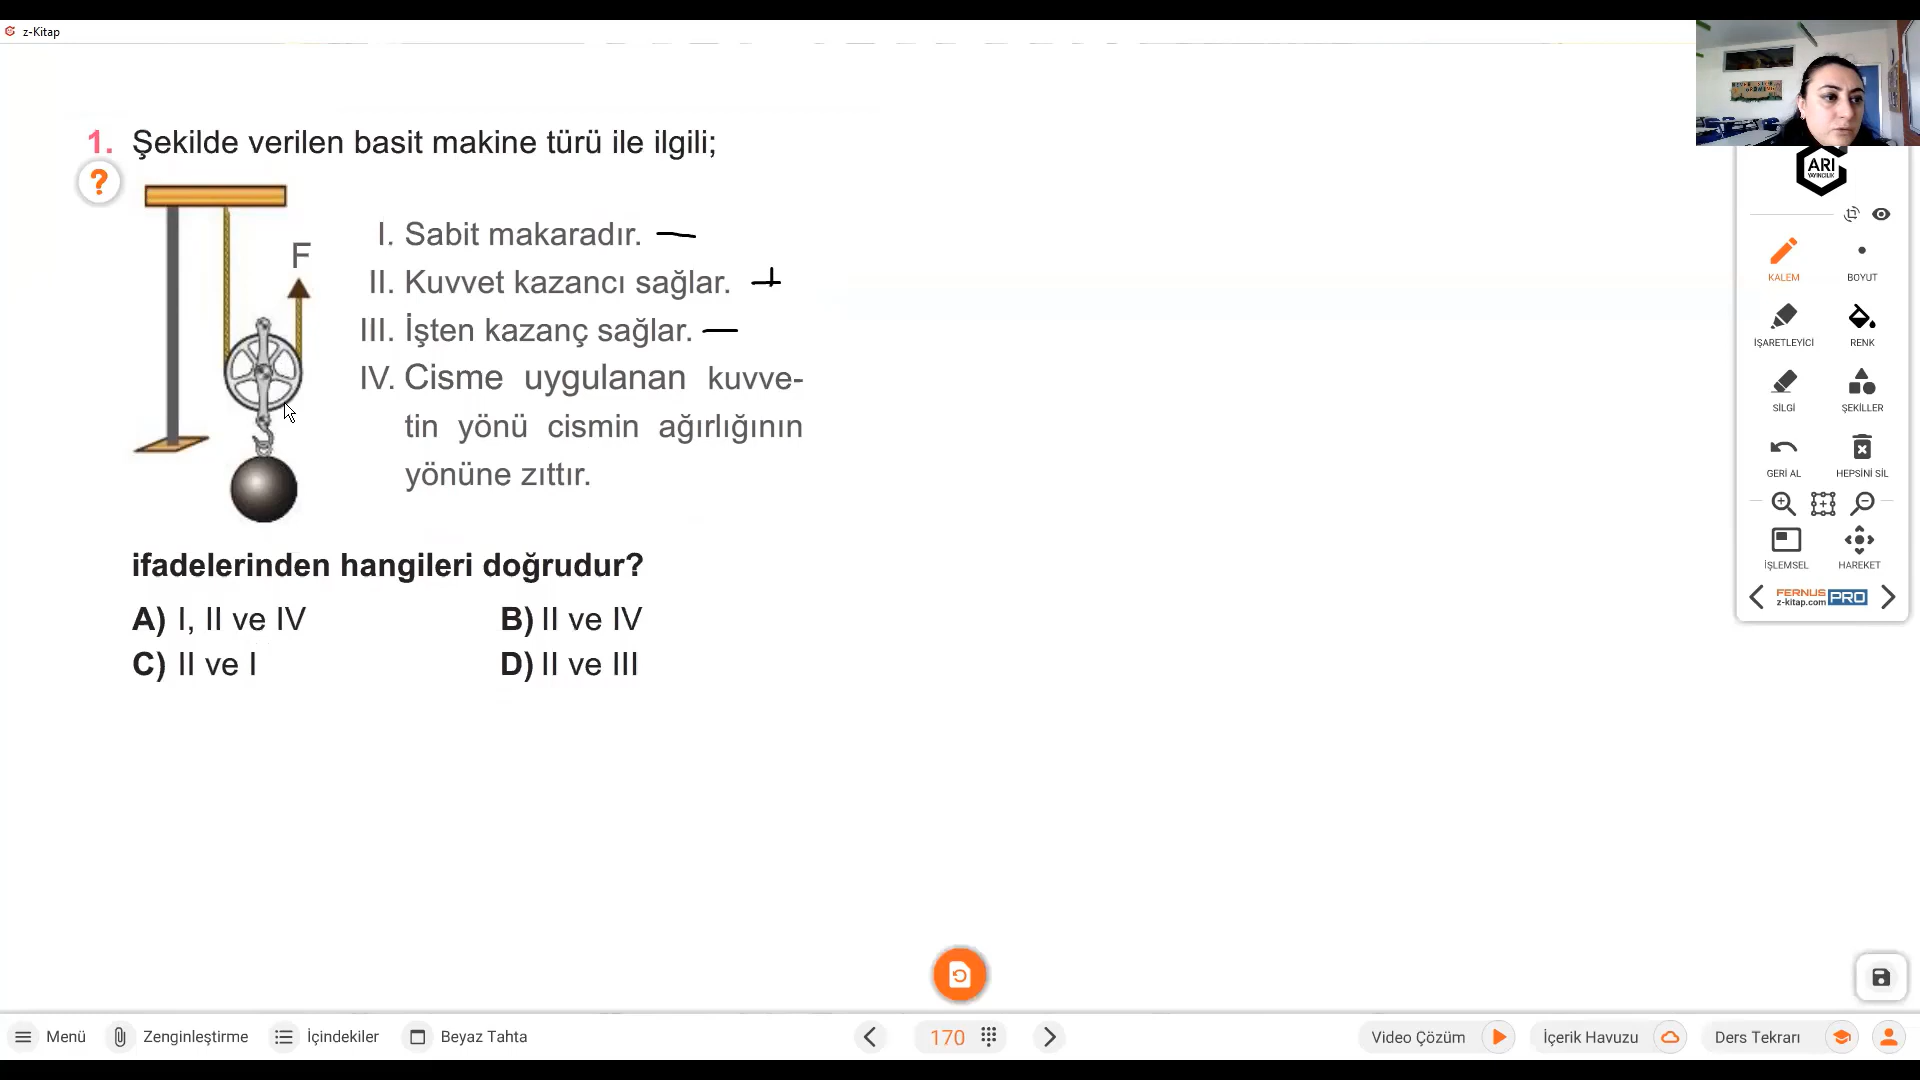 z-Kitap
1. Şekilde verilen basit makine türü ile ilgili;
?
F
I. Sabit makaradır. —
II. Kuvvet kazancı sağlar. +
III. İşten kazanç sağlar. —
IV. Cisme uygulanan kuvve-
tin yönü cismin ağırlığının
yönüne zıttır.
ifadelerinden hangileri doğrudur?
A) I, II ve IV
B) II ve IV
C) II ve I
D) II ve III
ARI
YAYINCILIK
KALEM
BOYUT
İŞARETLEYİCİ
RENK
SİLGİ
ŞEKİLLER
GERİ AL
HEPSİNİ SİL
İŞLEMSEL
HAREKET
FERNUS
z-kitap.com PRO
Menü
Zenginleştirme
İçindekiler
Beyaz Tahta
170
Video Çözüm
İçerik Havuzu
Ders Tekrarı